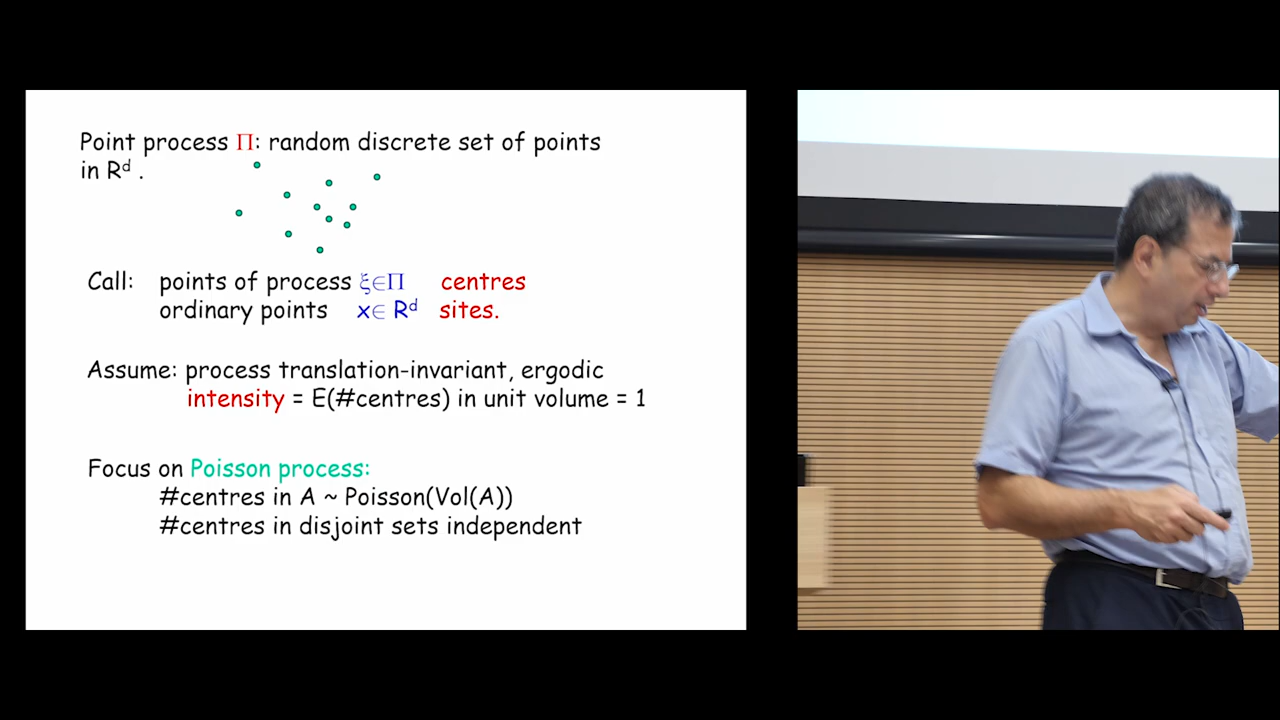 Point process Π: random discrete set of points
in Rᵈ .
Call: points of process ξ∈Π centres
ordinary points x∈ Rᵈ sites.
Assume: process translation-invariant, ergodic
intensity = E(#centres) in unit volume = 1
Focus on Poisson process:
#centres in A ~ Poisson(Vol(A))
#centres in disjoint sets independent